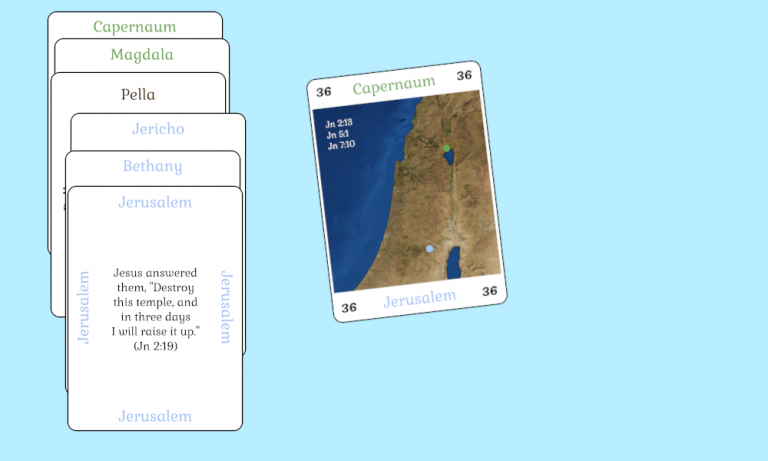 Capernaum
Magdala
Pella
Jericho
Bethany
Jerusalem
Jerusalem
Jesus answered
them, "Destroy
this temple, and
in three days
I will raise it up."
(Jn 2:19)
Jerusalem
Jerusalem
36 Capernaum 36
Jn 2:13
Jn 5:1
Jn 7:10
36 Jerusalem 36